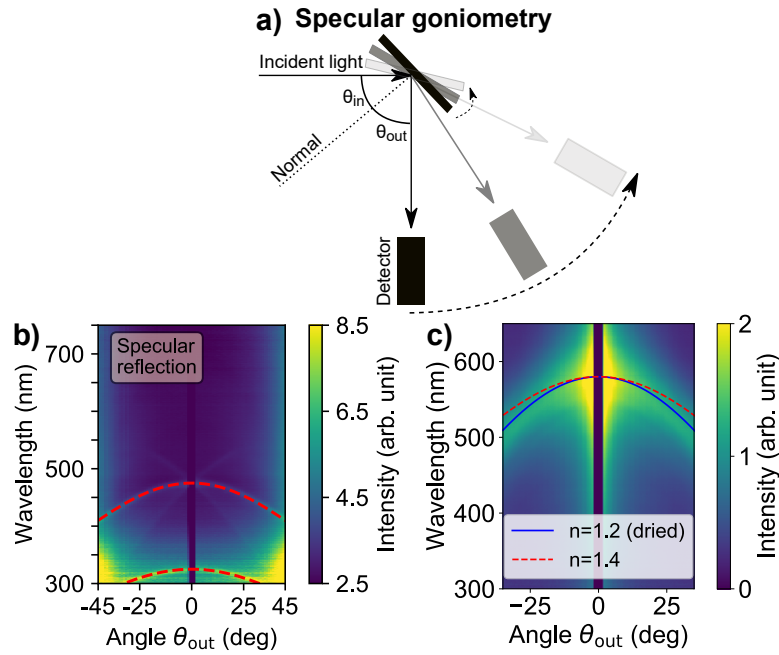 a) Specular goniometry
Incident light
θin
θout
Normal
Detector
b)
Specular
reflection
Wavelength (nm)
700
500
300
-45
-25
0
25
45
Angle θout (deg)
8.5
6.5
4.5
2.5
Intensity (arb. unit)
c)
Wavelength (nm)
600
500
400
300
n=1.2 (dried)
n=1.4
−25
0
25
Angle θout (deg)
2
1
0
Intensity (arb. unit)